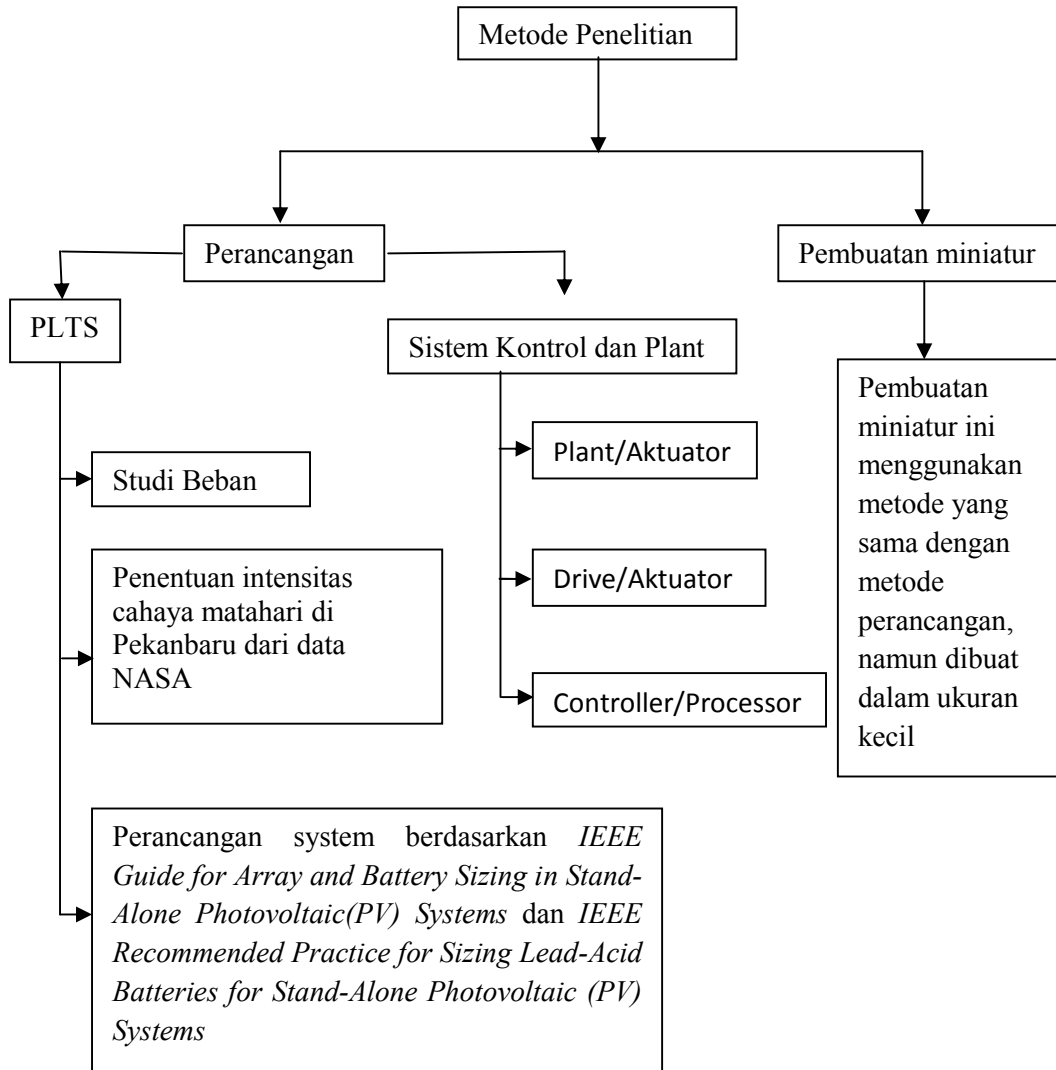 Metode Penelitian
Perancangan
Pembuatan miniatur
PLTS
Sistem Kontrol dan Plant
Studi Beban
Penentuan intensitas
cahaya matahari di
Pekanbaru dari data
NASA
Perancangan system berdasarkan IEEE
Guide for Array and Battery Sizing in Stand-
Alone Photovoltaic(PV) Systems dan IEEE
Recommended Practice for Sizing Lead-Acid
Batteries for Stand-Alone Photovoltaic (PV)
Systems
Plant/Aktuator
Drive/Aktuator
Controller/Processor
Pembuatan
miniatur ini
menggunakan
metode yang
sama dengan
metode
perancangan,
namun dibuat
dalam ukuran
kecil